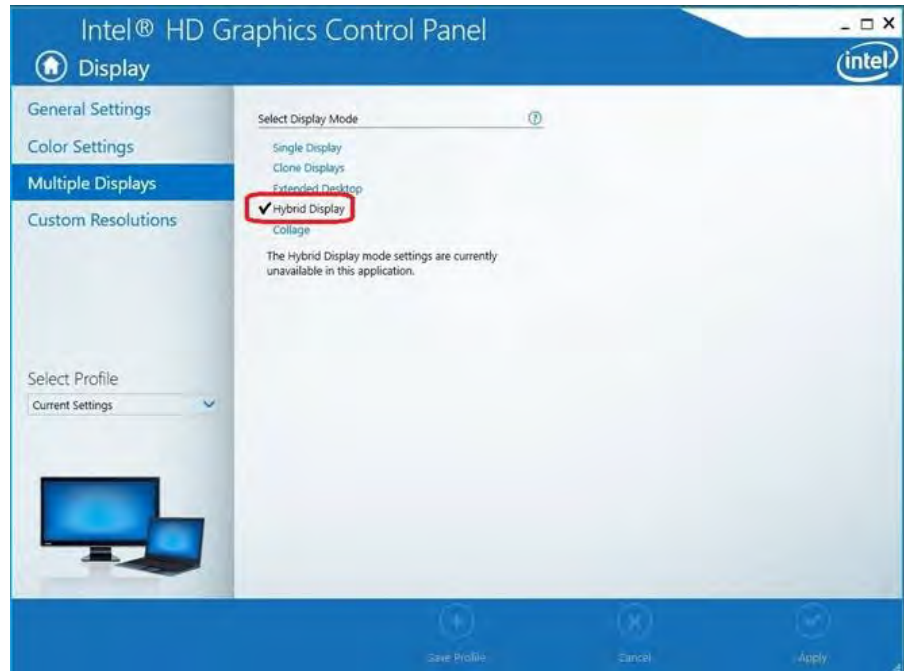 Intel® HD Graphics Control Panel
Display
intel
General Settings
Color Settings
Multiple Displays
Custom Resolutions
Select Profile
Current Settings
Select Display Mode
Single Display
Clone Displays
Extended Desktop
Hybrid Display
Collage
The Hybrid Display mode settings are currently
unavailable in this application.
Save Profile
Cancel
Apply